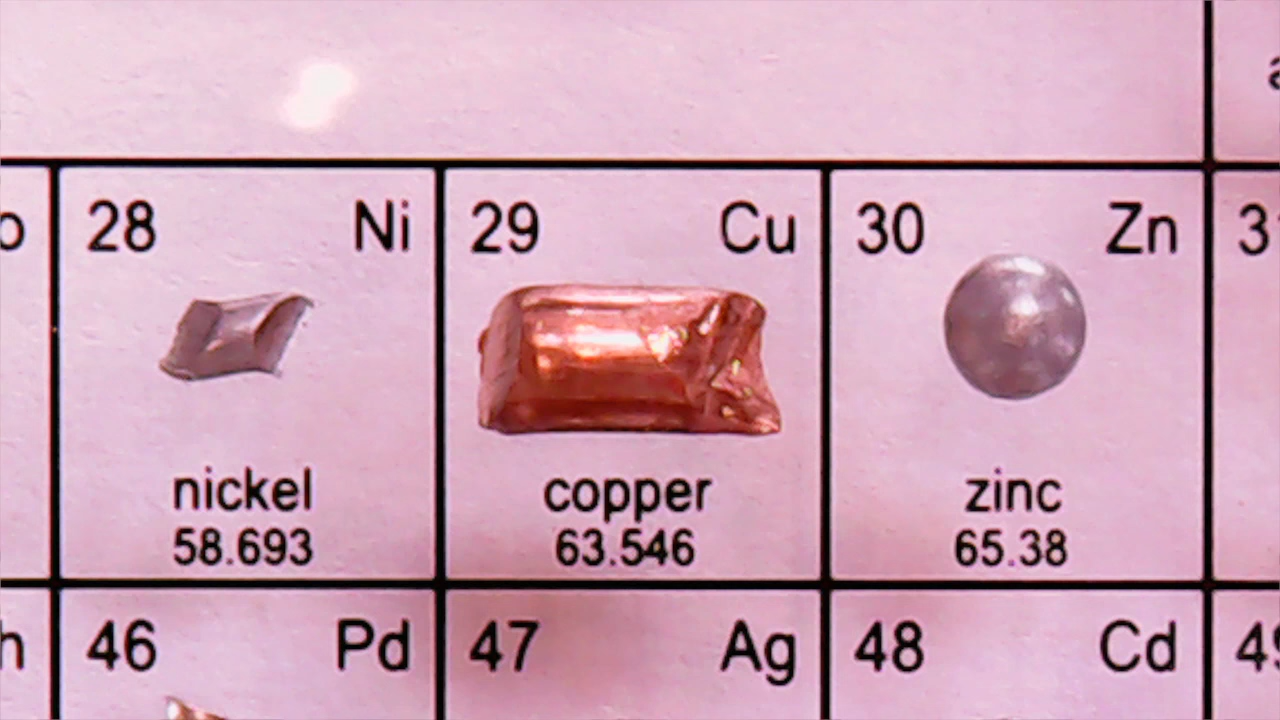 28 Ni 29 Cu 30 Zn
nickel copper zinc
58.693 63.546 65.38
46 Pd 47 Ag 48 Cd